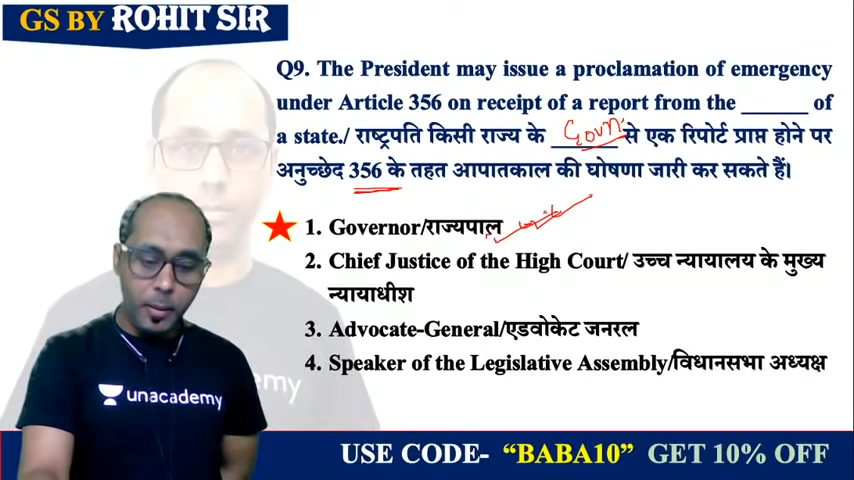 GS BY ROHIT SIR
Q9. The President may issue a proclamation of emergency
under Article 356 on receipt of a report from the ______ of
a state./ राष्ट्रपति किसी राज्य के ______ से एक रिपोर्ट प्राप्त होने पर
Govn.
अनुच्छेद 356 के तहत आपातकाल की घोषणा जारी कर सकते हैं।
1. Governor/राज्यपाल
2. Chief Justice of the High Court/ उच्च न्यायालय के मुख्य
न्यायाधीश
3. Advocate-General/एडवोकेट जनरल
4. Speaker of the Legislative Assembly/विधानसभा अध्यक्ष
unacademy
emy
USE CODE- “BABA10” GET 10% OFF